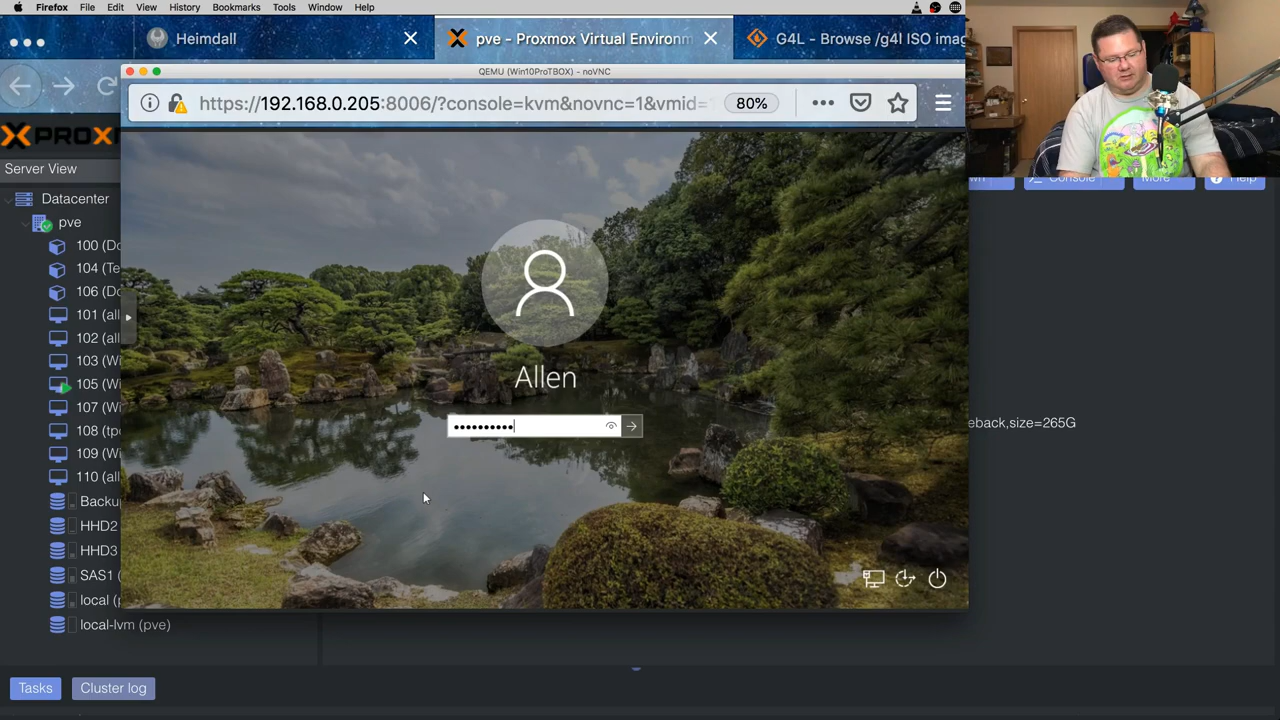 Firefox File Edit View History Bookmarks Tools Window Help
Heimdall
pve - Proxmox Virtual Environm
G4L - Browse /g4l ISO imag
QEMU (Win10ProTBOX) - noVNC
https://192.168.0.205:8006/?console=kvm&novnc=1&vmid=
80%
Server View
Datacenter
pve
100 (Do
104 (Te
106 (Do
101 (all
102 (all
103 (Wi
105 (Wi
107 (Wi
108 (tpo
109 (Wi
110 (all
Backu
HHD2
HHD3
SAS1 (
local (p
local-lvm (pve)
Console
More
Help
Allen
eback,size=265G
Tasks
Cluster log